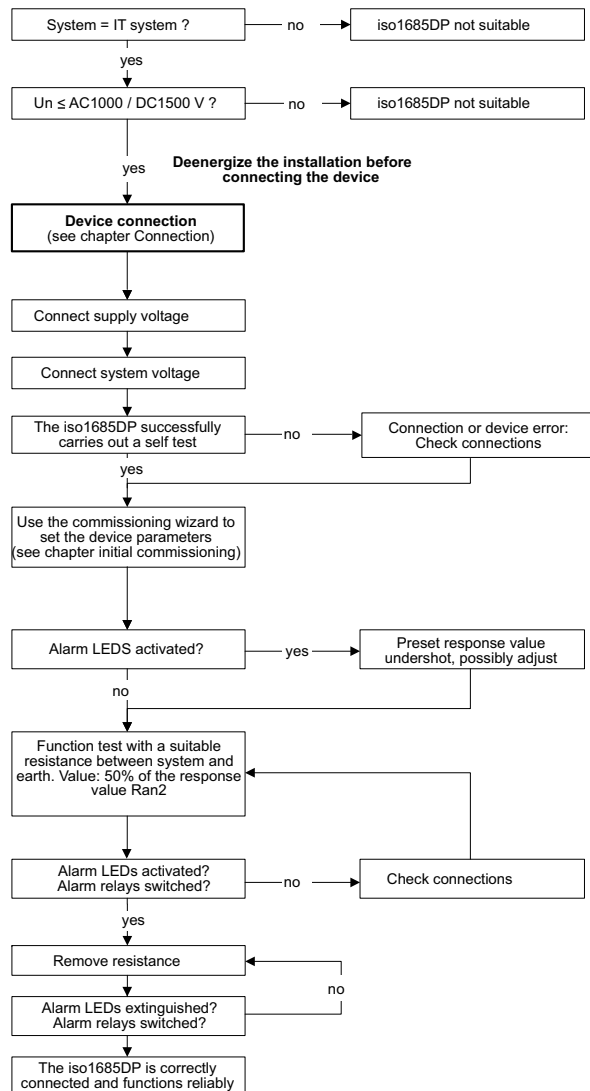 System = IT system ?
no
iso1685DP not suitable
yes
Un ≤ AC1000 / DC1500 V ?
no
iso1685DP not suitable
yes
Deenergize the installation before
connecting the device
Device connection
(see chapter Connection)
Connect supply voltage
Connect system voltage
The iso1685DP successfully
carries out a self test
no
Connection or device error:
Check connections
yes
Use the commissioning wizard to
set the device parameters
(see chapter initial commissioning)
Alarm LEDS activated?
yes
Preset response value
undershot, possibly adjust
no
Function test with a suitable
resistance between system and
earth. Value: 50% of the response
value Ran2
Alarm LEDs activated?
Alarm relays switched?
no
Check connections
yes
Remove resistance
no
Alarm LEDs extinguished?
Alarm relays switched?
The iso1685DP is correctly
connected and functions reliably